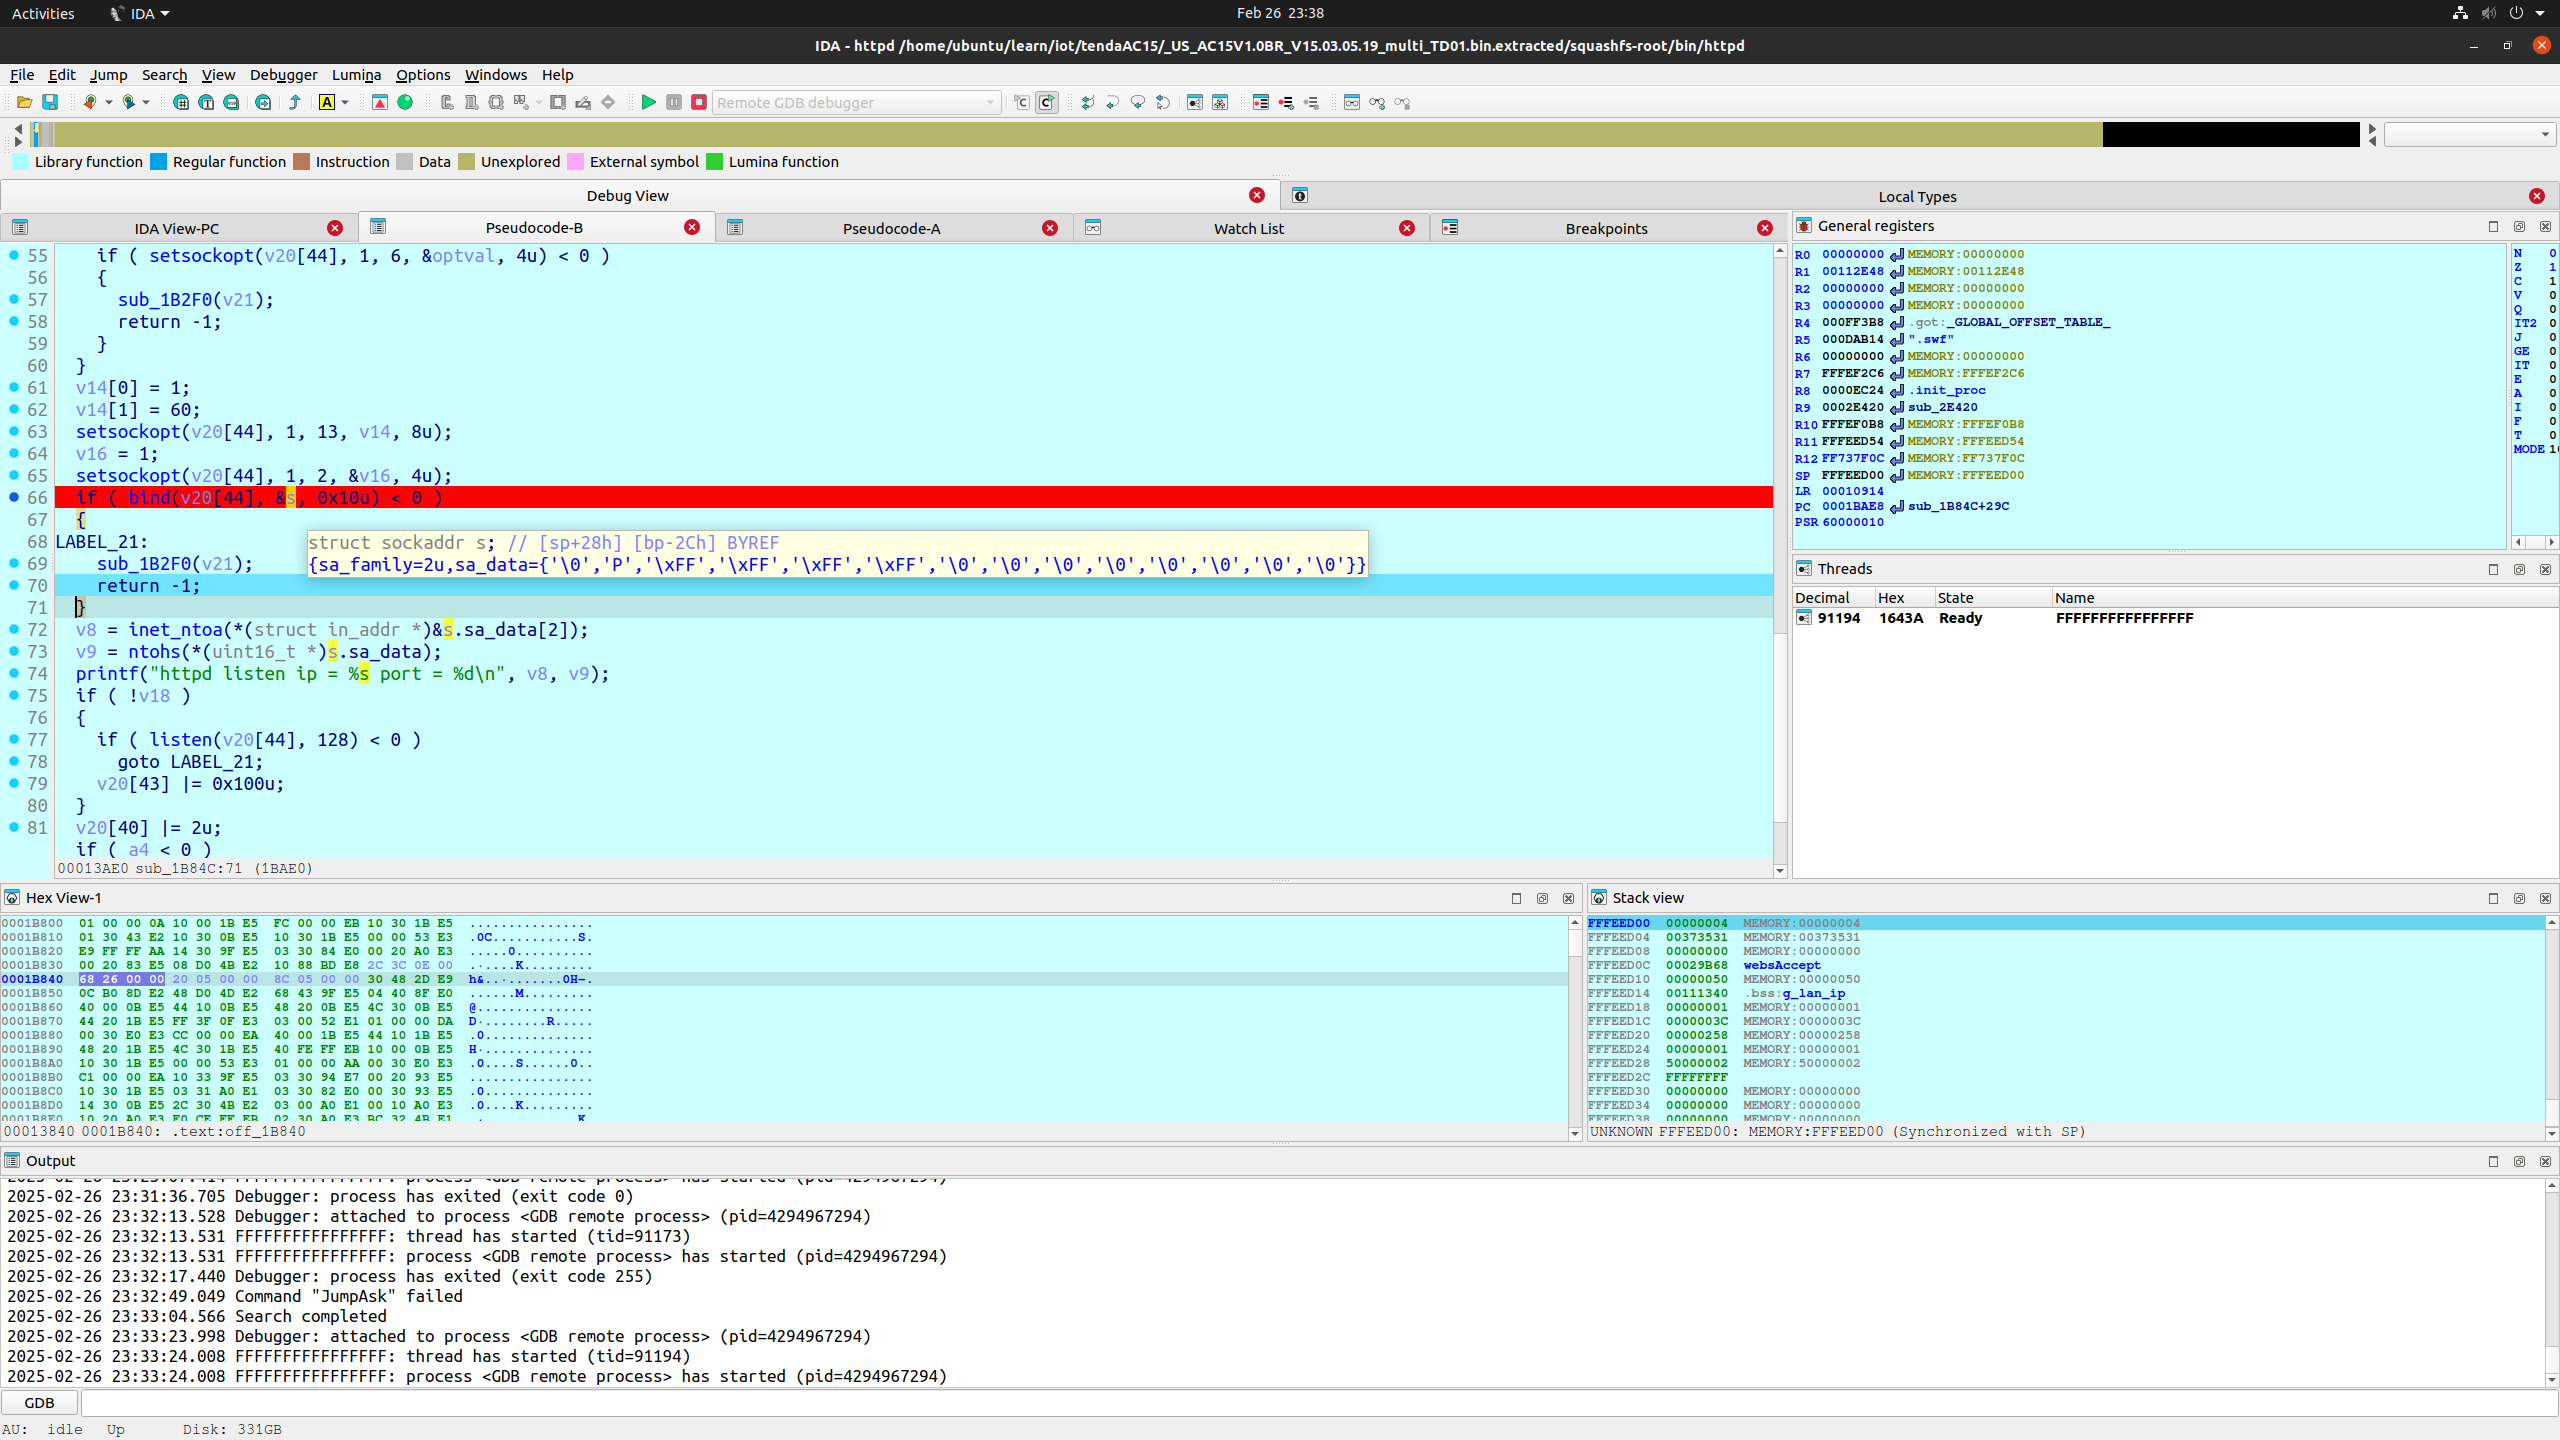 Activities
IDA
Feb 26 23:38
IDA - httpd /home/ubuntu/learn/iot/tendaAC15/_US_AC15V1.0BR_V15.03.05.19_multi_TD01.bin.extracted/squashfs-root/bin/httpd
File Edit Jump Search View Debugger Lumina Options Windows Help
Remote GDB debugger
Library function Regular function Instruction Data Unexplored External symbol Lumina function
Debug View
Local Types
IDA View-PC
Pseudocode-B
Pseudocode-A
Watch List
Breakpoints
55 if ( setsockopt(v20[44], 1, 6, &optval, 4u) < 0 )
56 {
57 sub_1B2F0(v21);
58 return -1;
59 }
60 }
61 v14[0] = 1;
62 v14[1] = 60;
63 setsockopt(v20[44], 1, 13, v14, 8u);
64 v16 = 1;
65 setsockopt(v20[44], 1, 2, &v16, 4u);
66 if ( bind(v20[44], &s, 0x10u) < 0 )
67 {
68 LABEL_21:
struct sockaddr s; // [sp+28h] [bp-2Ch] BYREF
69 sub_1B2F0(v21);
{sa_family=2u,sa_data={'\0','P','\xFF','\xFF','\xFF','\xFF','\0','\0','\0','\0','\0','\0','\0','\0'}}
70 return -1;
71 }
72 v8 = inet_ntoa(*(struct in_addr *)&s.sa_data[2]);
73 v9 = ntohs(*(uint16_t *)s.sa_data);
74 printf("httpd listen ip = %s port = %d\n", v8, v9);
75 if ( !v18 )
76 {
77 if ( listen(v20[44], 128) < 0 )
78 goto LABEL_21;
79 v20[43] |= 0x100u;
80 }
81 v20[40] |= 2u;
if ( a4 < 0 )
00013AE0 sub_1B84C:71 (1BAE0)
General registers
R0 00000000 MEMORY:00000000
R1 00112E48 MEMORY:00112E48
R2 00000000 MEMORY:00000000
R3 00000000 MEMORY:00000000
R4 000FF3B8 .got:_GLOBAL_OFFSET_TABLE_
R5 000DAB14 ".swf"
R6 00000000 MEMORY:00000000
R7 FFFEF2C6 MEMORY:FFFEF2C6
R8 0000EC24 .init_proc
R9 0002E420 sub_2E420
R10 FFFEF0B8 MEMORY:FFFEF0B8
R11 FFFEED54 MEMORY:FFFEED54
R12 FF737F0C MEMORY:FF737F0C
SP FFFEED00 MEMORY:FFFEED00
LR 00010914
PC 0001BAE8 sub_1B84C+29C
PSR 60000010
N 0
Z 1
C 1
V 0
Q 0
IT2 0
J 0
GE 0
IT 0
E 0
A 0
I 0
F 0
T 0
MODE 10
Threads
Decimal Hex State Name
91194 1643A Ready FFFFFFFFFFFFFFFF
Hex View-1
0001B800 01 00 00 0A 10 00 1B E5 FC 00 00 EB 10 30 1B E5 ................
0001B810 01 30 43 E2 10 30 0B E5 10 30 1B E5 00 00 53 E3 .0C...........S.
0001B820 E9 FF FF AA 14 30 9F E5 03 30 84 E0 00 20 A0 E3 .....0..........
0001B830 00 20 83 E5 08 D0 4B E2 10 88 BD E8 2C 3C 0E 00 ......K.........
0001B840 68 26 00 00 20 05 00 00 8C 05 00 00 30 48 2D E9 h&..........0H-.
0001B850 0C B0 8D E2 48 D0 4D E2 68 43 9F E5 04 40 8F E0 ......M.........
0001B860 40 00 0B E5 44 10 0B E5 48 20 0B E5 4C 30 0B E5 @...............
0001B870 44 20 1B E5 FF 3F 0F E3 03 00 52 E1 01 00 00 DA D.........R.....
0001B880 00 30 E0 E3 CC 00 00 EA 40 00 1B E5 44 10 1B E5 .0..............
0001B890 48 20 1B E5 4C 30 1B E5 40 FE FF EB 10 00 0B E5 H...............
0001B8A0 10 30 1B E5 00 00 53 E3 01 00 00 AA 00 30 E0 E3 .0....S......0..
0001B8B0 C1 00 00 EA 10 33 9F E5 03 30 94 E7 00 20 93 E5 ................
0001B8C0 10 30 1B E5 03 31 A0 E1 03 30 82 E0 00 30 93 E5 .0..............
0001B8D0 14 30 0B E5 2C 30 4B E2 03 00 A0 E1 00 10 A0 E3 .0....K.........
0001B8E0 10 20 A0 E3 F0 CE FF EB 02 30 A0 E3 BC 32 4B E1
00013840 0001B840: .text:off_1B840
Stack view
FFFEED00 00000004 MEMORY:00000004
FFFEED04 00373531 MEMORY:00373531
FFFEED08 00000000 MEMORY:00000000
FFFEED0C 00029B68 websAccept
FFFEED10 00000050 MEMORY:00000050
FFFEED14 00111340 .bss:g_lan_ip
FFFEED18 00000001 MEMORY:00000001
FFFEED1C 0000003C MEMORY:0000003C
FFFEED20 00000258 MEMORY:00000258
FFFEED24 00000001 MEMORY:00000001
FFFEED28 50000002 MEMORY:50000002
FFFEED2C FFFFFFFF
FFFEED30 00000000 MEMORY:00000000
FFFEED34 00000000 MEMORY:00000000
FFFEED38 00000000 MEMORY:00000000
UNKNOWN FFFEED00: MEMORY:FFFEED00 (Synchronized with SP)
Output
2025-02-26 23:31:36.705 Debugger: process has exited (exit code 0)
2025-02-26 23:32:13.528 Debugger: attached to process <GDB remote process> (pid=4294967294)
2025-02-26 23:32:13.531 FFFFFFFFFFFFFFFF: thread has started (tid=91173)
2025-02-26 23:32:13.531 FFFFFFFFFFFFFFFF: process <GDB remote process> has started (pid=4294967294)
2025-02-26 23:32:17.440 Debugger: process has exited (exit code 255)
2025-02-26 23:32:49.049 Command "JumpAsk" failed
2025-02-26 23:33:04.566 Search completed
2025-02-26 23:33:23.998 Debugger: attached to process <GDB remote process> (pid=4294967294)
2025-02-26 23:33:24.008 FFFFFFFFFFFFFFFF: thread has started (tid=91194)
2025-02-26 23:33:24.008 FFFFFFFFFFFFFFFF: process <GDB remote process> has started (pid=4294967294)
GDB
AU: idle Up Disk: 331GB